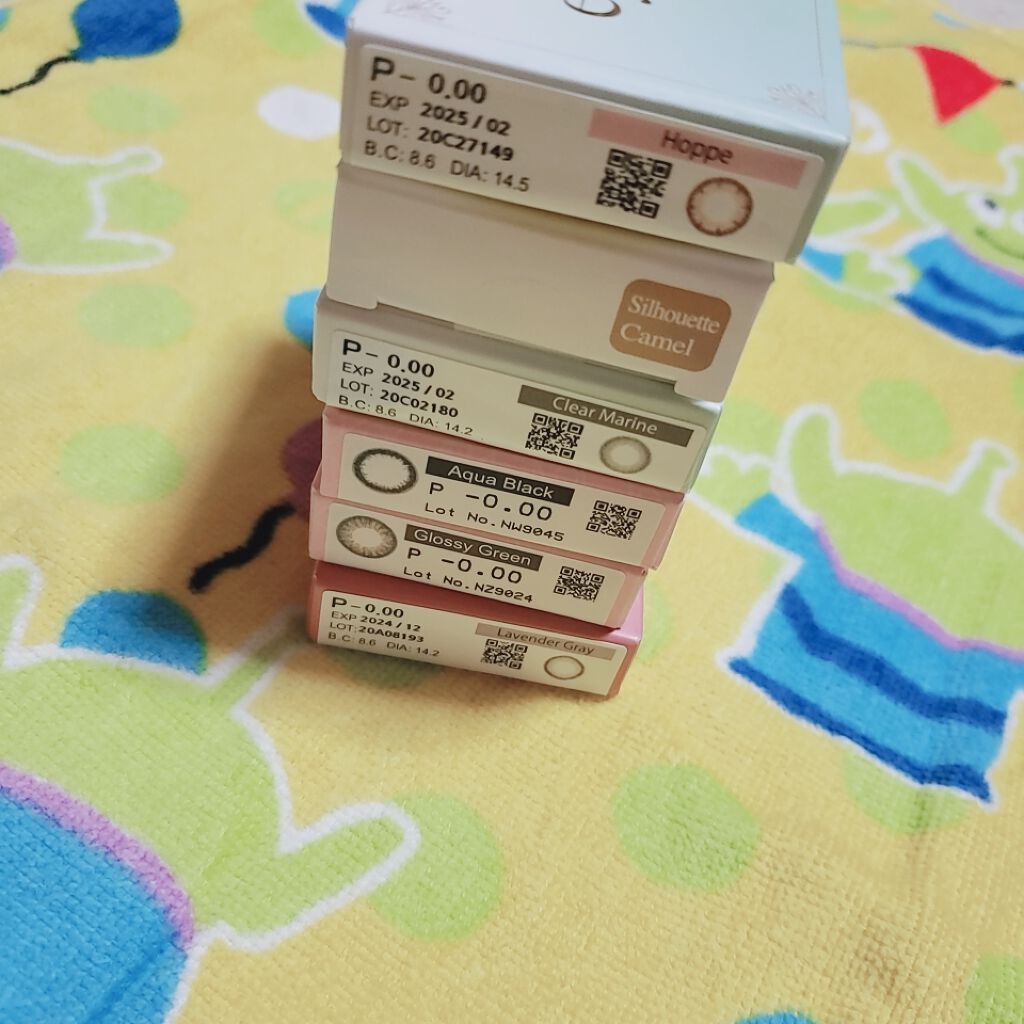 P - 0.00
EXP 2025 / 02
LOT: 20C27149
B.C: 8.6 DIA: 14.5
Hoppe
Silhouette
Camel
P - 0.00
EXP 2025 / 02
LOT: 20C02180
B.C: 8.6 DIA: 14.2
Clear Marine
Aqua Black
P -0.00
Lot No.NW9045
Glossy Green
P -0.00
Lot No.NZ9024
P-0.00
EXP 2024 / 12
LOT:20A08193
B.C: 8.6 DIA: 14.2
Lavender Gray